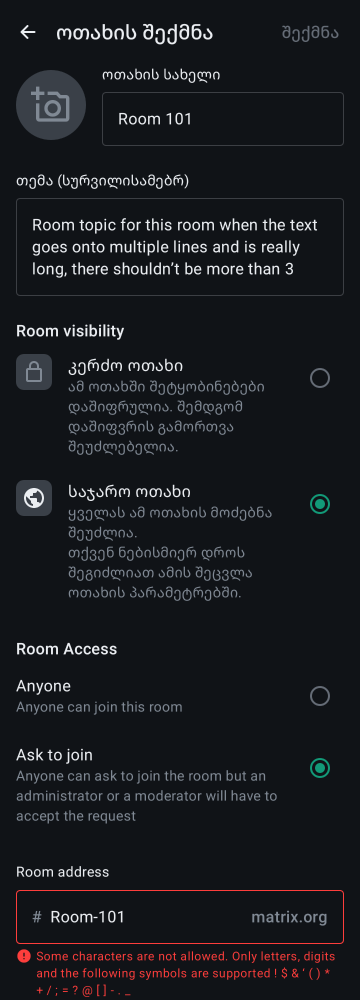 ოთახის შექმნა
შექმნა
ოთახის სახელი
Room 101
თემა (სურვილისამებრ)
Room topic for this room when the text
goes onto multiple lines and is really
long, there shouldn’t be more than 3
Room visibility
კერძო ოთახი
ამ ოთახში შეტყობინებები
დაშიფრულია. შემდგომ
დაშიფვრის გამორთვა
შეუძლებელია.
საჯარო ოთახი
ყველას ამ ოთახის მოძებნა
შეუძლია.
თქვენ ნებისმიერ დროს
შეგიძლიათ ამის შეცვლა
ოთახის პარამეტრებში.
Room Access
Anyone
Anyone can join this room
Ask to join
Anyone can ask to join the room but an
administrator or a moderator will have to
accept the request
Room address
# Room-101 matrix.org
Some characters are not allowed. Only letters, digits
and the following symbols are supported ! $ & ‘ ( ) *
+ / ; = ? @ [ ] - . _